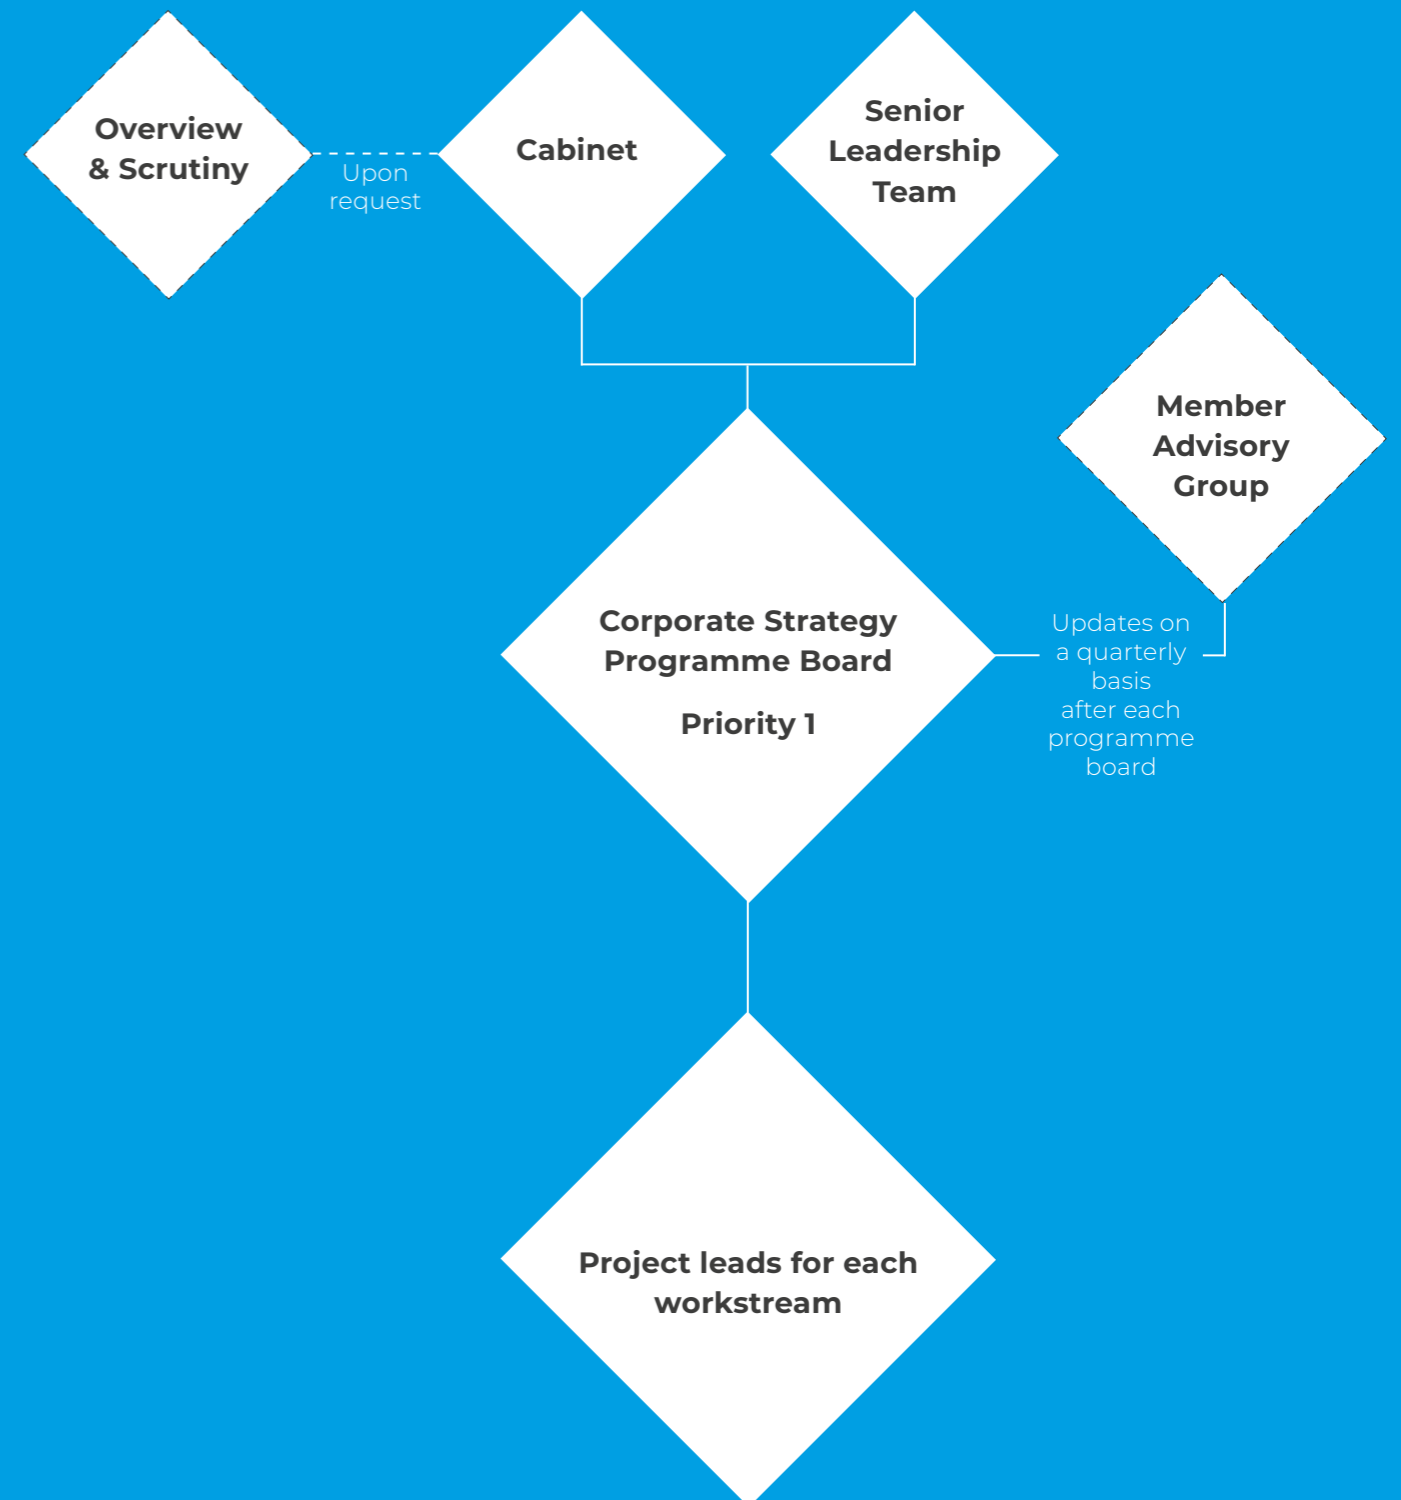 Overview
& Scrutiny
Upon
request
Cabinet
Senior
Leadership
Team
Member
Advisory
Group
Corporate Strategy
Programme Board
Priority 1
Updates on
a quarterly
basis
after each
programme
board
Project leads for each
workstream